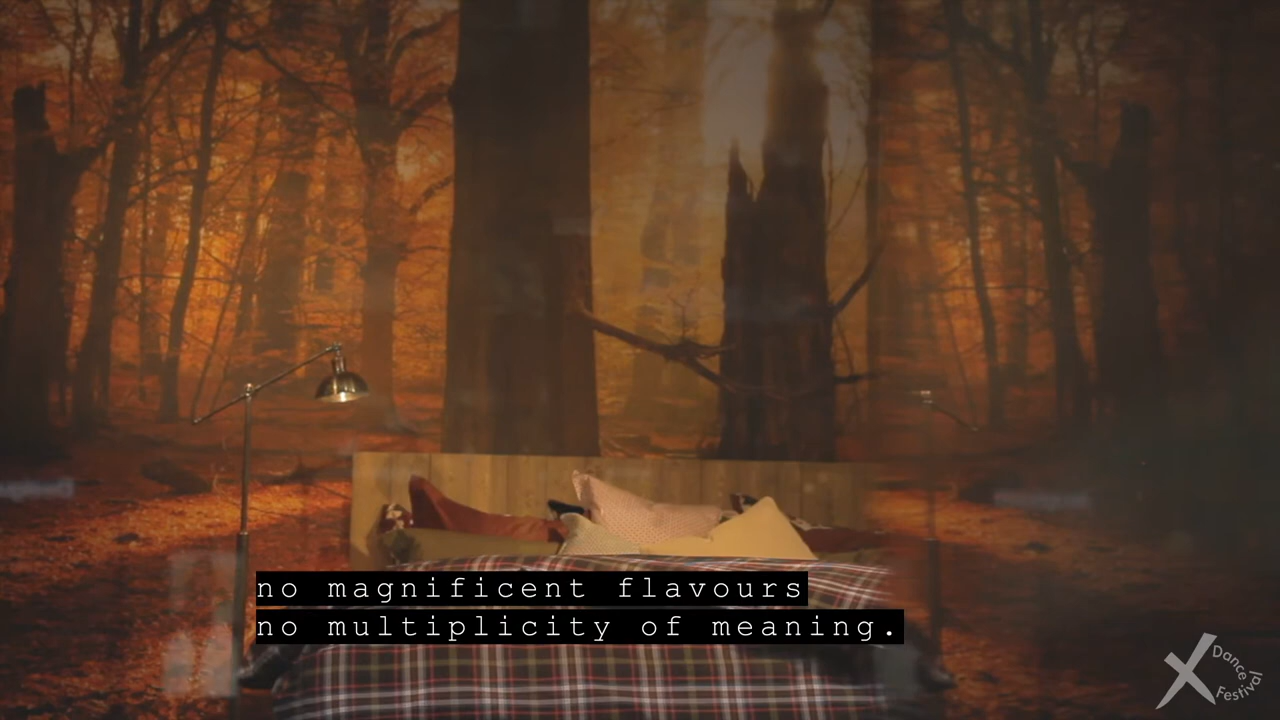 no magnificent flavours
no multiplicity of meaning.
X Dance
Festival